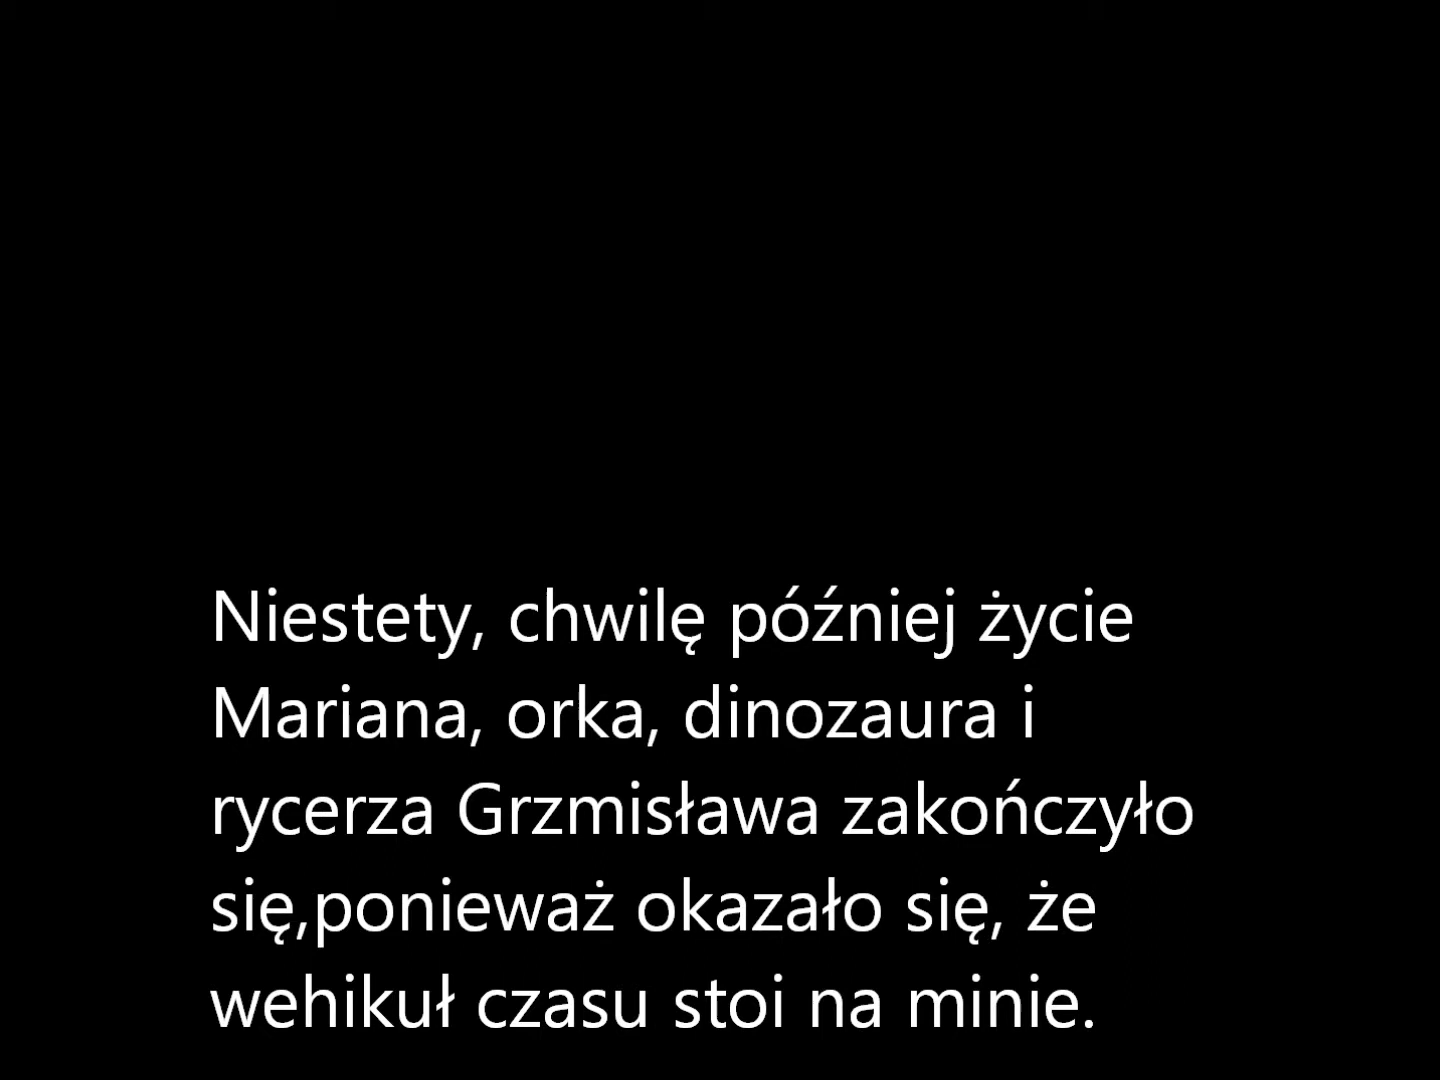 Niestety, chwilę później życie
Mariana, orka, dinozaura i
rycerza Grzmisława zakończyło
się,ponieważ okazało się, że
wehikuł czasu stoi na minie.